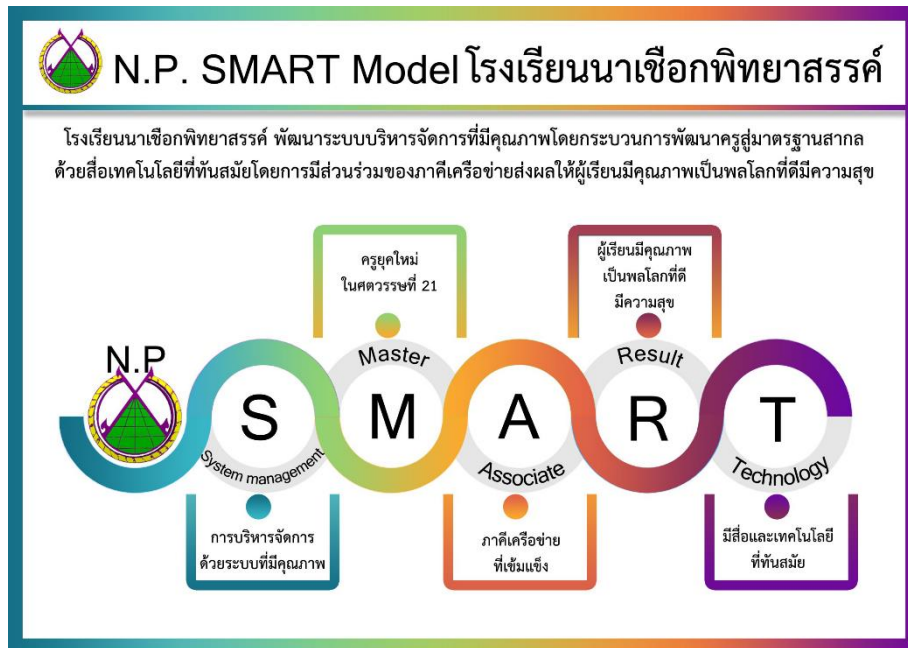 N.P. SMART Model โรงเรียนนาเชือกพิทยาสรรค์
โรงเรียนนาเชือกพิทยาสรรค์ พัฒนาระบบบริหารจัดการที่มีคุณภาพโดยกระบวนการพัฒนาครูสู่มาตรฐานสากล
ด้วยสื่อเทคโนโลยีที่ทันสมัยโดยการมีส่วนร่วมของภาคีเครือข่ายส่งผลให้ผู้เรียนมีคุณภาพเป็นพลโลกที่ดีมีความสุข
N.P
S
System management
การบริหารจัดการ
ด้วยระบบที่มีคุณภาพ
ครูยุคใหม่
ในศตวรรษที่ 21
Master
M
A
Associate
ภาคีเครือข่าย
ที่เข้มแข็ง
ผู้เรียนมีคุณภาพ
เป็นพลโลกที่ดี
มีความสุข
Result
R
T
Technology
มีสื่อและเทคโนโลยี
ที่ทันสมัย